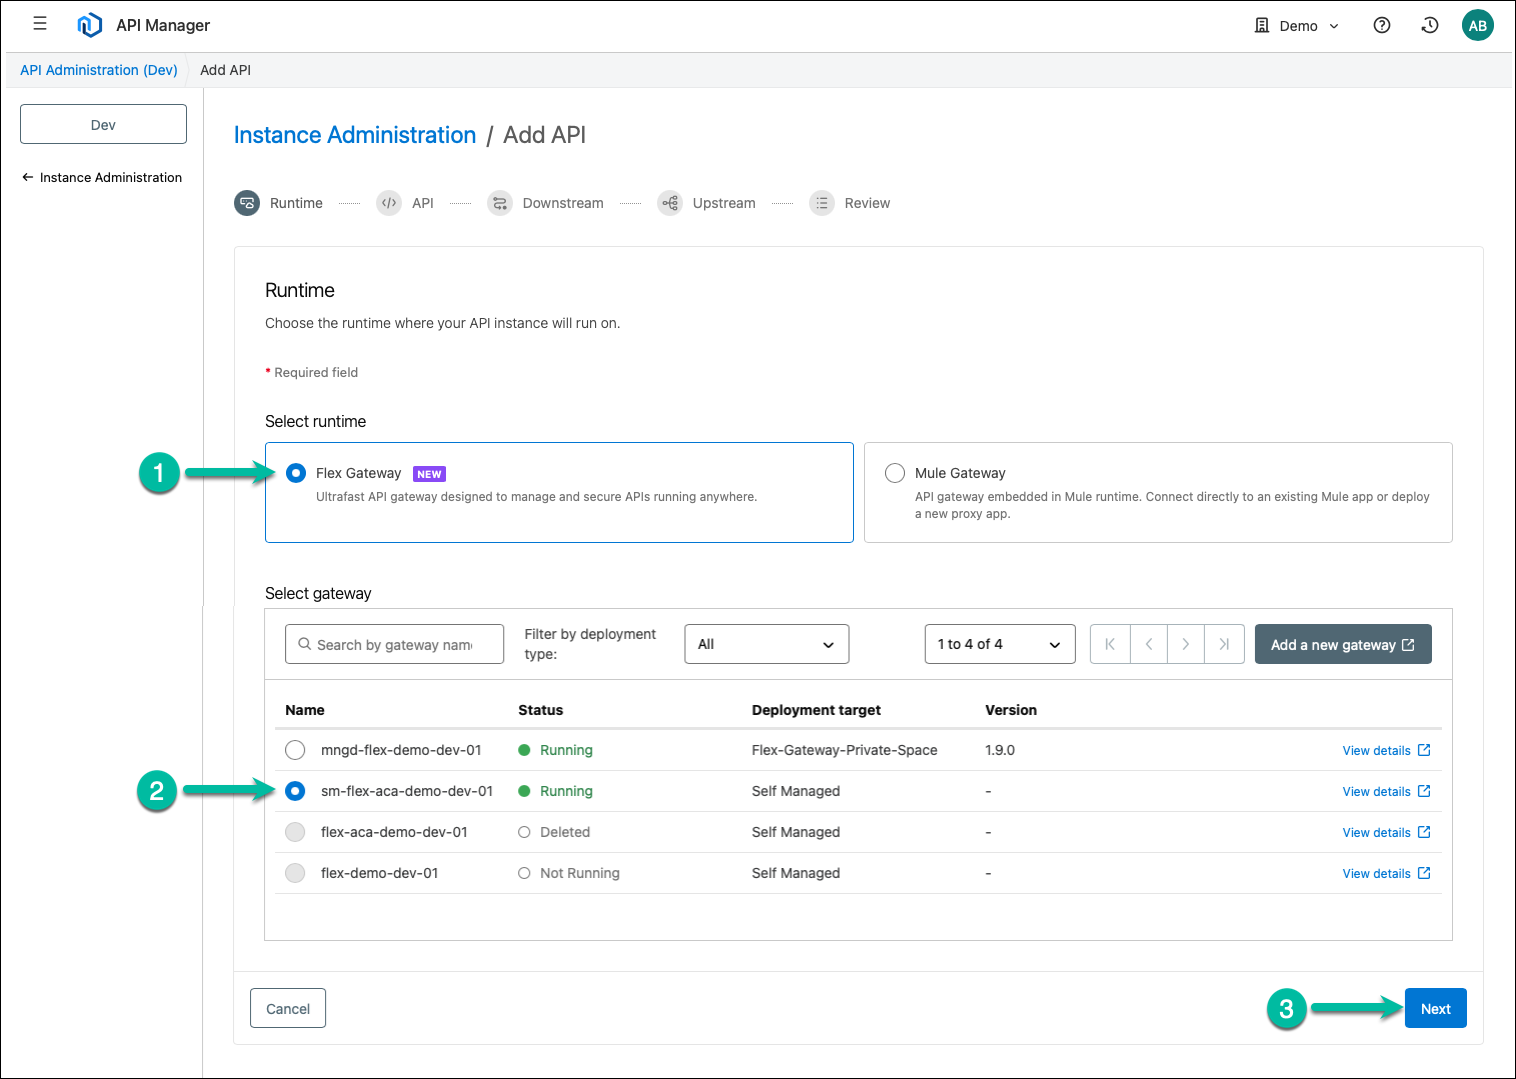 API Manager
Demo
AB
API Administration (Dev)
Add API
Dev
← Instance Administration
Instance Administration / Add API
Runtime
API
Downstream
Upstream
Review
Runtime
Choose the runtime where your API instance will run on.
* Required field
Select runtime
1
Flex Gateway NEW
Ultrafast API gateway designed to manage and secure APIs running anywhere.
Mule Gateway
API gateway embedded in Mule runtime. Connect directly to an existing Mule app or deploy
a new proxy app.
Select gateway
Search by gateway nam
Filter by deployment
type:
All
1 to 4 of 4
Add a new gateway
Name Status Deployment target Version
mngd-flex-demo-dev-01 Running Flex-Gateway-Private-Space 1.9.0 View details
2
sm-flex-aca-demo-dev-01 Running Self Managed - View details
flex-aca-demo-dev-01 Deleted Self Managed - View details
flex-demo-dev-01 Not Running Self Managed - View details
Cancel
3
Next